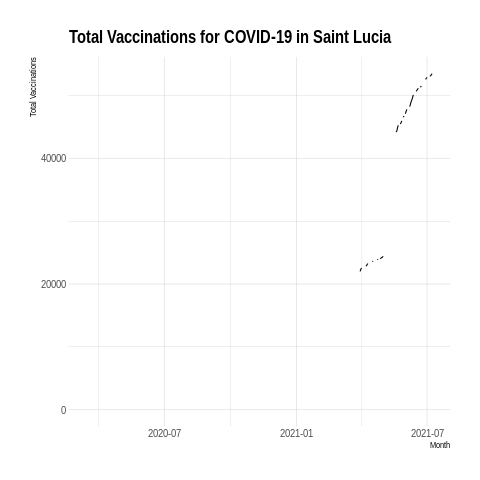 Total Vaccinations for COVID-19 in Saint Lucia
Total Vaccinations
40000
20000
0
2020-07
2021-01
2021-07
Month